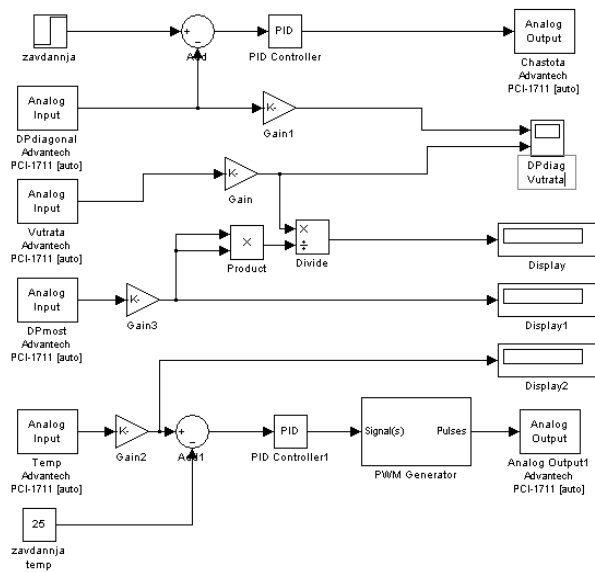 zavdannja
+
−
Add
PID
PID Controller
Analog
Output
Chastota
Advantech
PCI-1711 [auto]
Analog
Input
DPdiagonal
Advantech
PCI-1711 [auto]
K-
Gain1
DPdiag
Vutrata
Analog
Input
Vutrata
Advantech
PCI-1711 [auto]
K-
Gain
×
Product
×
÷
Divide
Display
Analog
Input
DPmost
Advantech
PCI-1711 [auto]
K-
Gain3
Display1
Display2
Analog
Input
Temp
Advantech
PCI-1711 [auto]
K-
Gain2
+
−
Add1
PID
PID Controller1
Signal(s)
Pulses
PWM Generator
Analog
Output
Analog Output1
Advantech
PCI-1711 [auto]
25
zavdannja
temp